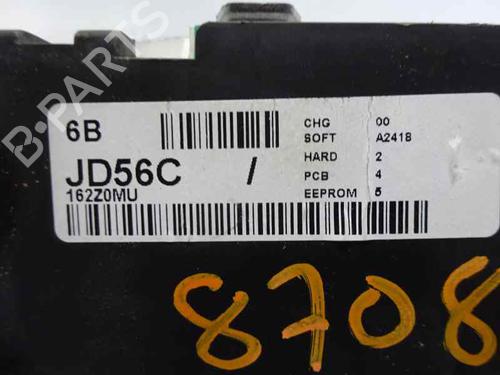 6B
CHG 00
SOFT A2418
JD56C /
HARD 2
PCB 4
162Z0MU
EEPROM 5
8708
B-PARTS